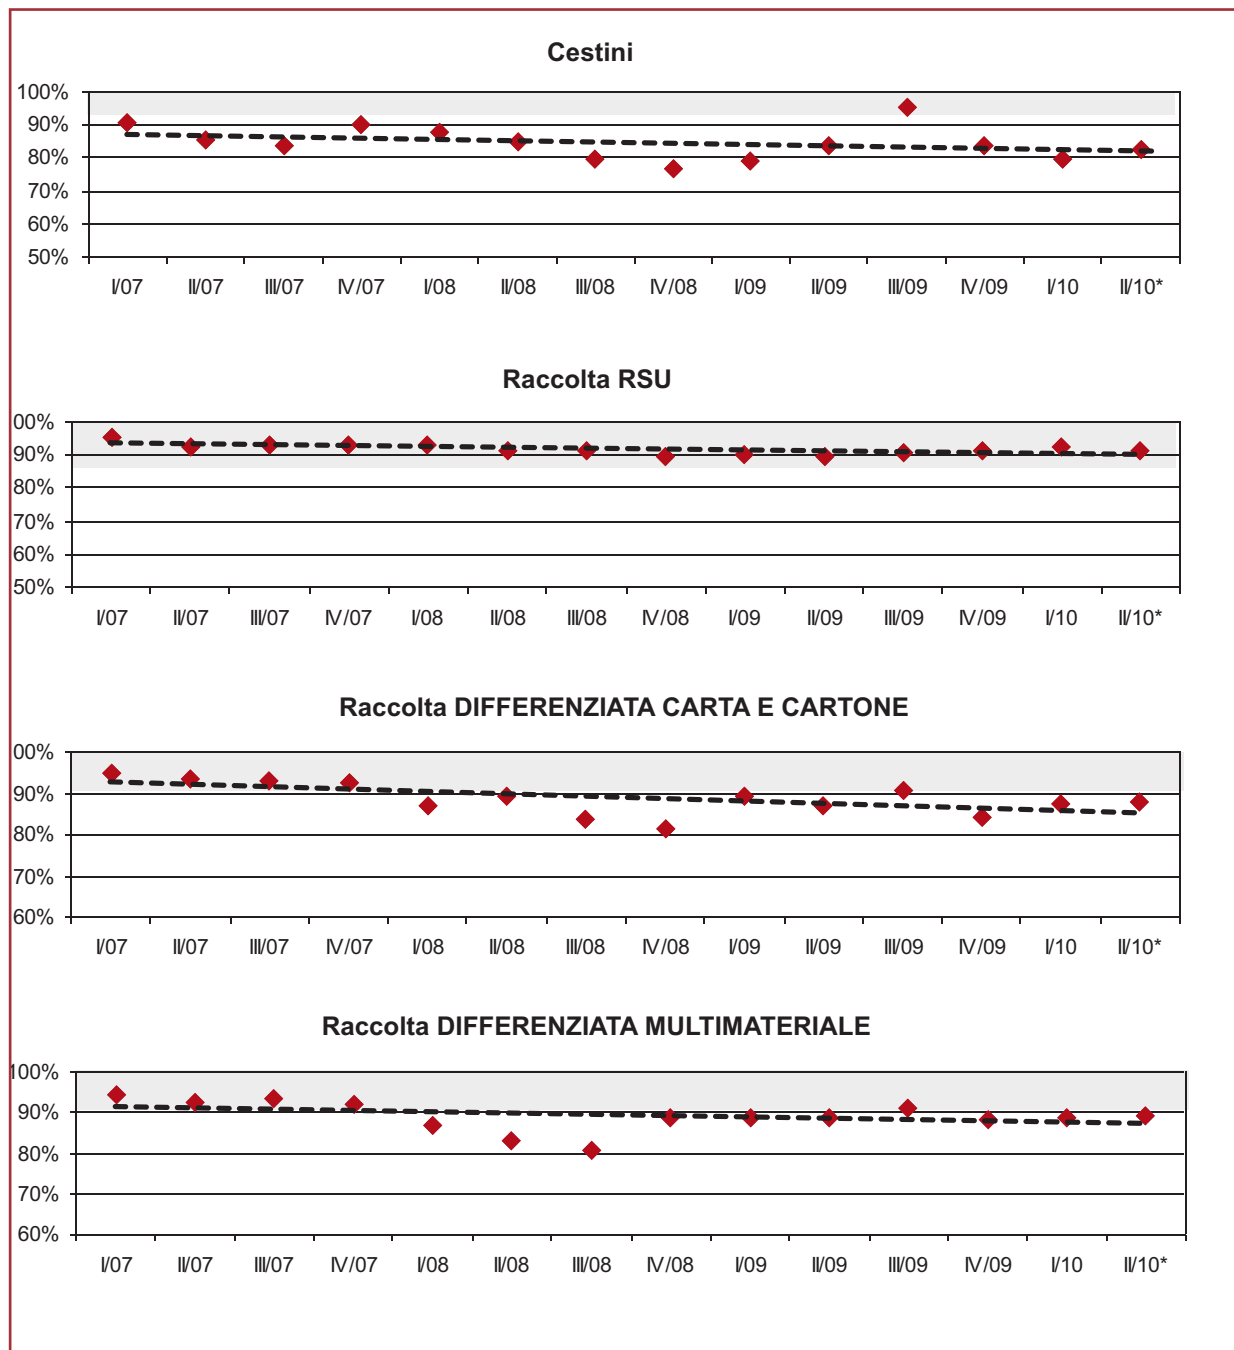 Cestini
100%
90%
80%
70%
60%
50%
I/07 II/07 III/07 IV/07 I/08 II/08 III/08 IV/08 I/09 II/09 III/09 IV/09 I/10 II/10*
Raccolta RSU
00%
90%
80%
70%
60%
50%
I/07 II/07 III/07 IV/07 I/08 II/08 III/08 IV/08 I/09 II/09 III/09 IV/09 I/10 II/10*
Raccolta DIFFERENZIATA CARTA E CARTONE
00%
90%
80%
70%
60%
I/07 II/07 III/07 IV/07 I/08 II/08 III/08 IV/08 I/09 II/09 III/09 IV/09 I/10 II/10*
Raccolta DIFFERENZIATA MULTIMATERIALE
100%
90%
80%
70%
60%
I/07 II/07 III/07 IV/07 I/08 II/08 III/08 IV/08 I/09 II/09 III/09 IV/09 I/10 II/10*